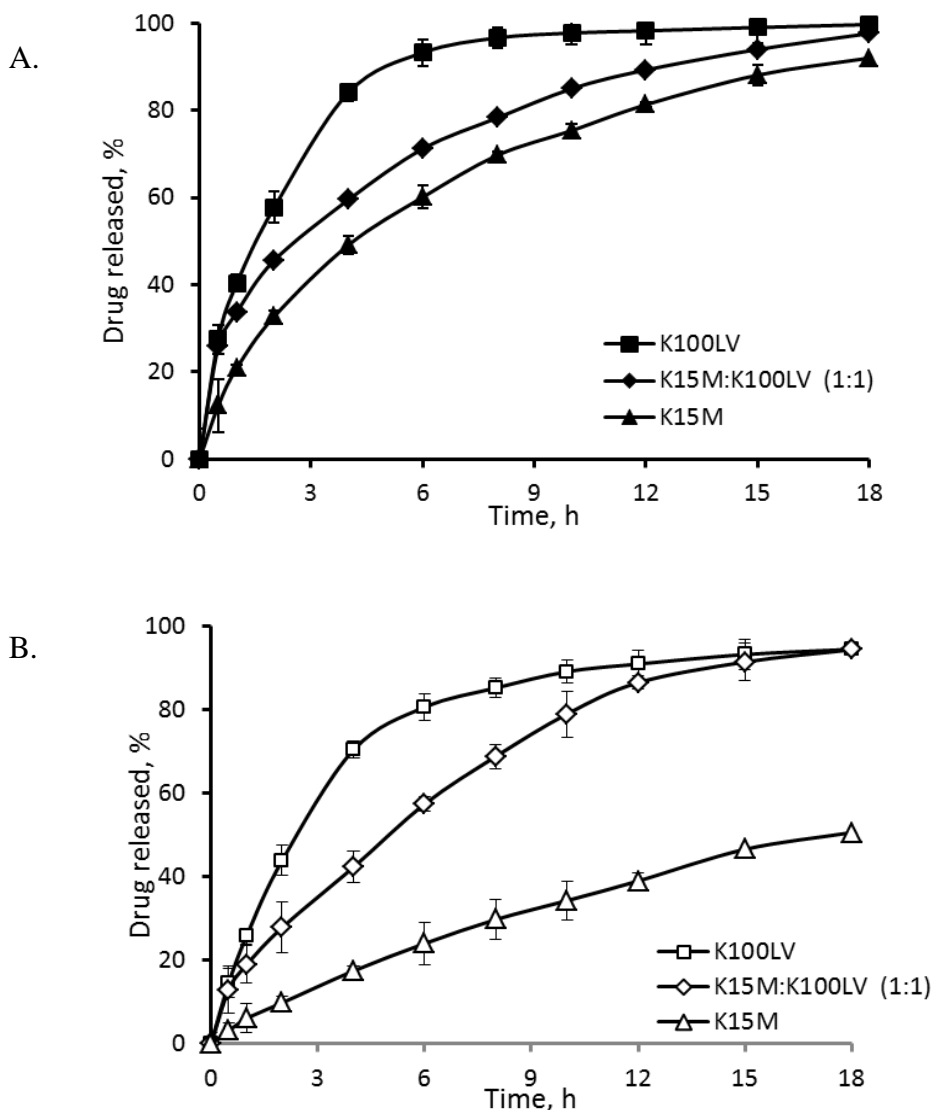 A.
Drug released, %
100
80
60
40
20
0
K100LV
K15M:K100LV (1:1)
K15M
0 3 6 9 12 15 18
Time, h
B.
Drug released, %
100
80
60
40
20
0
K100LV
K15M:K100LV (1:1)
K15M
0 3 6 9 12 15 18
Time, h